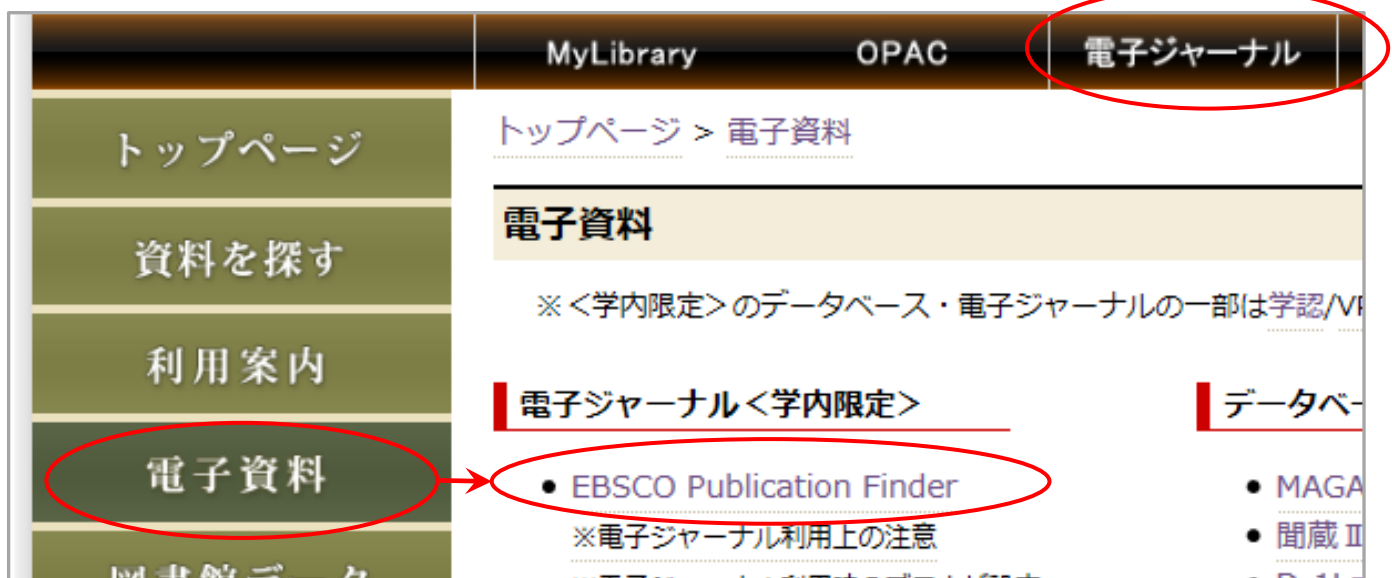 MyLibrary OPAC 電子ジャーナル
トップページ
資料を探す
利用案内
電子資料
トップページ > 電子資料
電子資料
※<学内限定>のデータベース・電子ジャーナルの一部は学認/
電子ジャーナル<学内限定>
● EBSCO Publication Finder
※電子ジャーナル利用上の注意
データベー
● MAGA
● 聞蔵Ⅱ